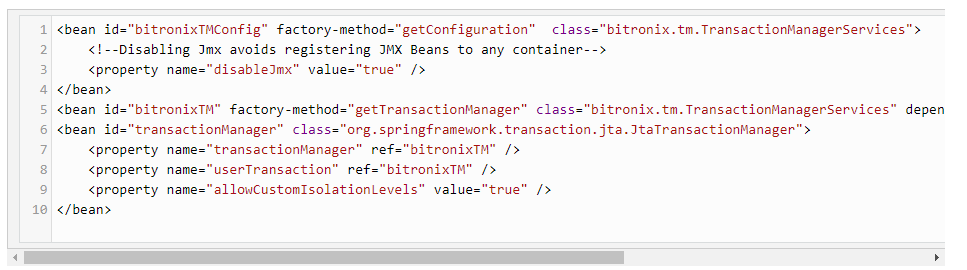 1 <bean id="bitronixTMConfig" factory-method="getConfiguration"  class="bitronix.tm.TransactionManagerServices">
2     <!--Disabling Jmx avoids registering JMX Beans to any container-->
3     <property name="disableJmx" value="true" />
4 </bean>
5 <bean id="bitronixTM" factory-method="getTransactionManager" class="bitronix.tm.TransactionManagerServices" depen
6 <bean id="transactionManager" class="org.springframework.transaction.jta.JtaTransactionManager">
7     <property name="transactionManager" ref="bitronixTM" />
8     <property name="userTransaction" ref="bitronixTM" />
9     <property name="allowCustomIsolationLevels" value="true" />
10 </bean>